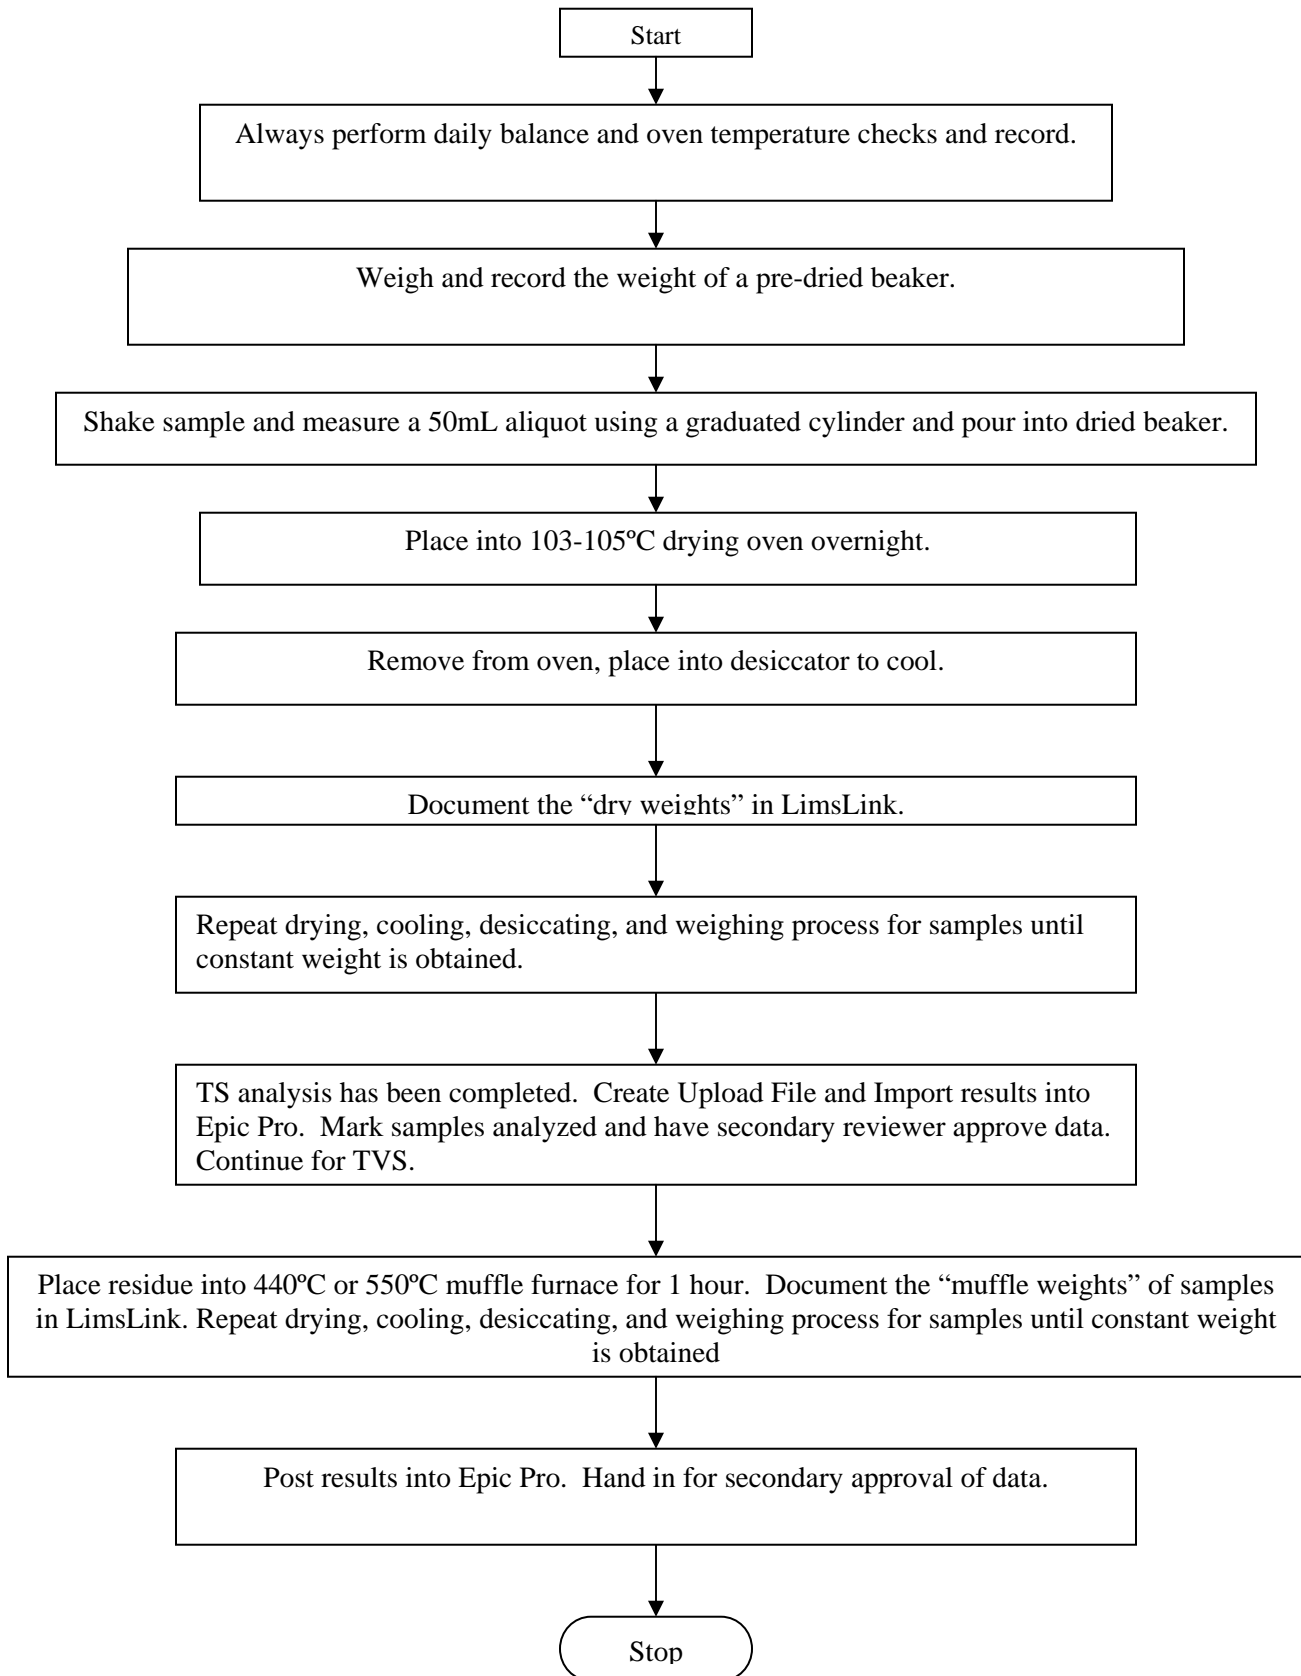 Start
Always perform daily balance and oven temperature checks and record.
Weigh and record the weight of a pre-dried beaker.
Shake sample and measure a 50mL aliquot using a graduated cylinder and pour into dried beaker.
Place into 103-105ºC drying oven overnight.
Remove from oven, place into desiccator to cool.
Document the “dry weights” in LimsLink.
Repeat drying, cooling, desiccating, and weighing process for samples until
constant weight is obtained.
TS analysis has been completed.  Create Upload File and Import results into
Epic Pro.  Mark samples analyzed and have secondary reviewer approve data.
Continue for TVS.
Place residue into 440ºC or 550ºC muffle furnace for 1 hour.  Document the “muffle weights” of samples
in LimsLink. Repeat drying, cooling, desiccating, and weighing process for samples until constant weight
is obtained
Post results into Epic Pro.  Hand in for secondary approval of data.
Stop